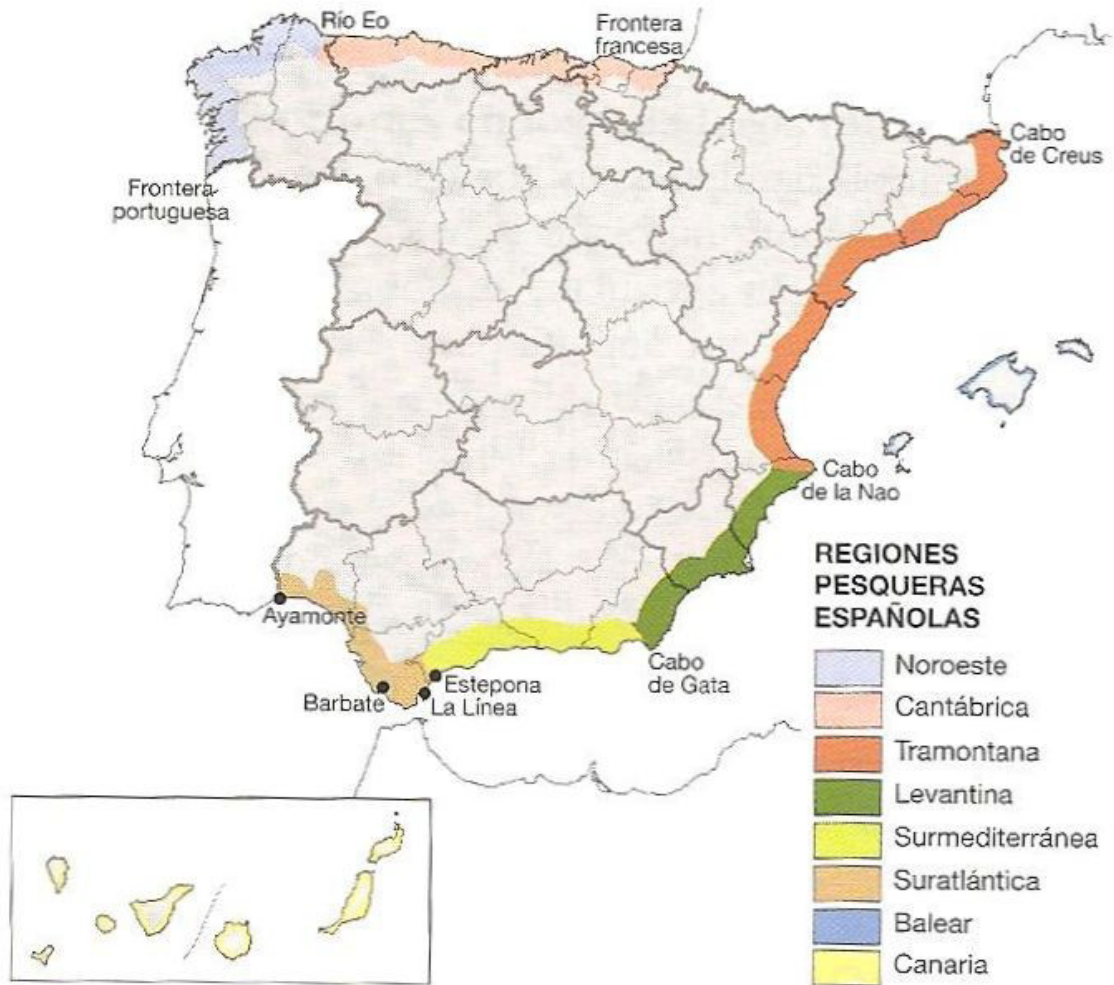 Río Eo
Frontera
francesa
Cabo
de Creus
Frontera
portuguesa
Cabo
de la Nao
Ayamonte
Barbate
Estepona
La Línea
Cabo
de Gata
REGIONES
PESQUERAS
ESPAÑOLAS
Noroeste
Cantábrica
Tramontana
Levantina
Surmediterránea
Suratlántica
Balear
Canaria